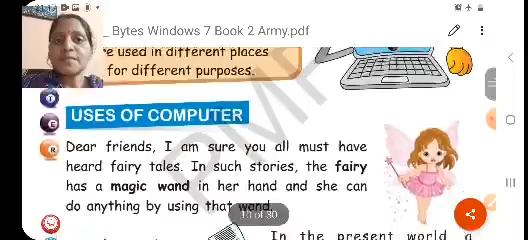 _ Bytes Windows 7 Book 2 Army.pdf
re used in different places
for different purposes.
USES OF COMPUTER
Dear friends, I am sure you all must have
heard fairy tales. In such stories, the fairy
has a magic wand in her hand and she can
do anything by using that wand.
10 of 30
In the present world a